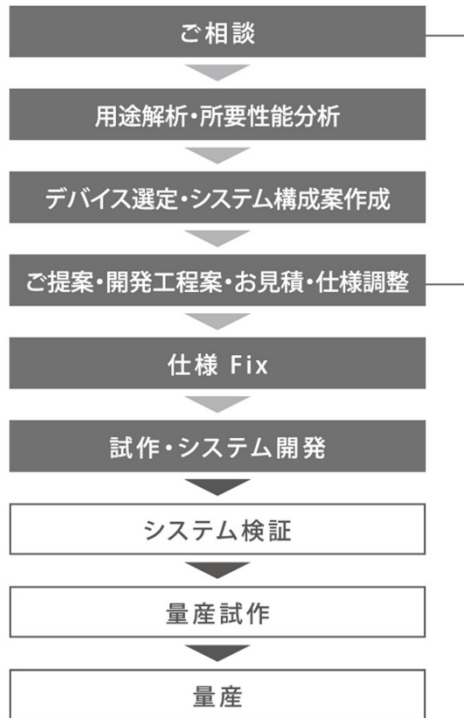 ご相談
用途解析・所要性能分析
デバイス選定・システム構成案作成
ご提案・開発工程案・お見積・仕様調整
仕様 Fix
試作・システム開発
システム検証
量産試作
量産